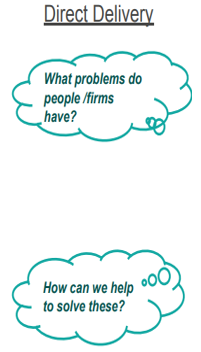 Direct Delivery
What problems do
people /firms
have?
How can we help
to solve these?